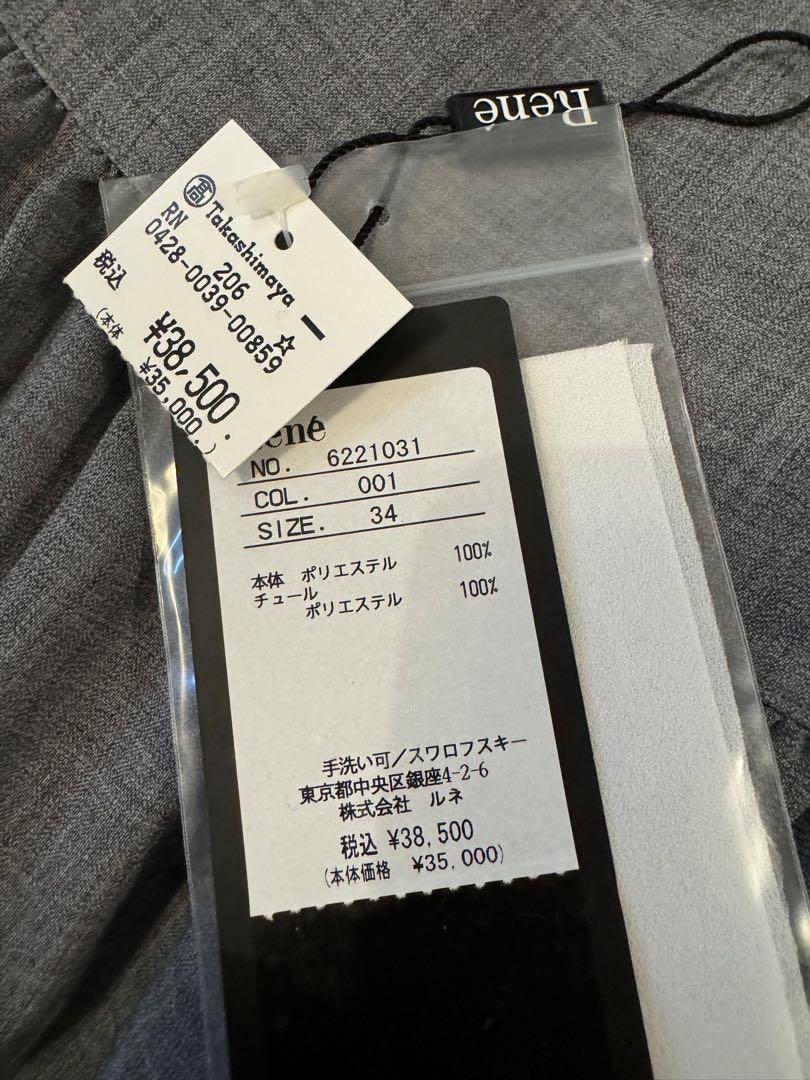 René
髙 Takashimaya
RN 206 ☆
0428-0039-00859
税込 ¥38,500.
(本体 ¥35,000.)
ené
NO. 6221031
COL. 001
SIZE. 34
本体 ポリエステル 100%
チュール
ポリエステル 100%
手洗い可/スワロフスキー
東京都中央区銀座4-2-6
株式会社 ルネ
税込 ¥38,500
(本体価格 ¥35,000)